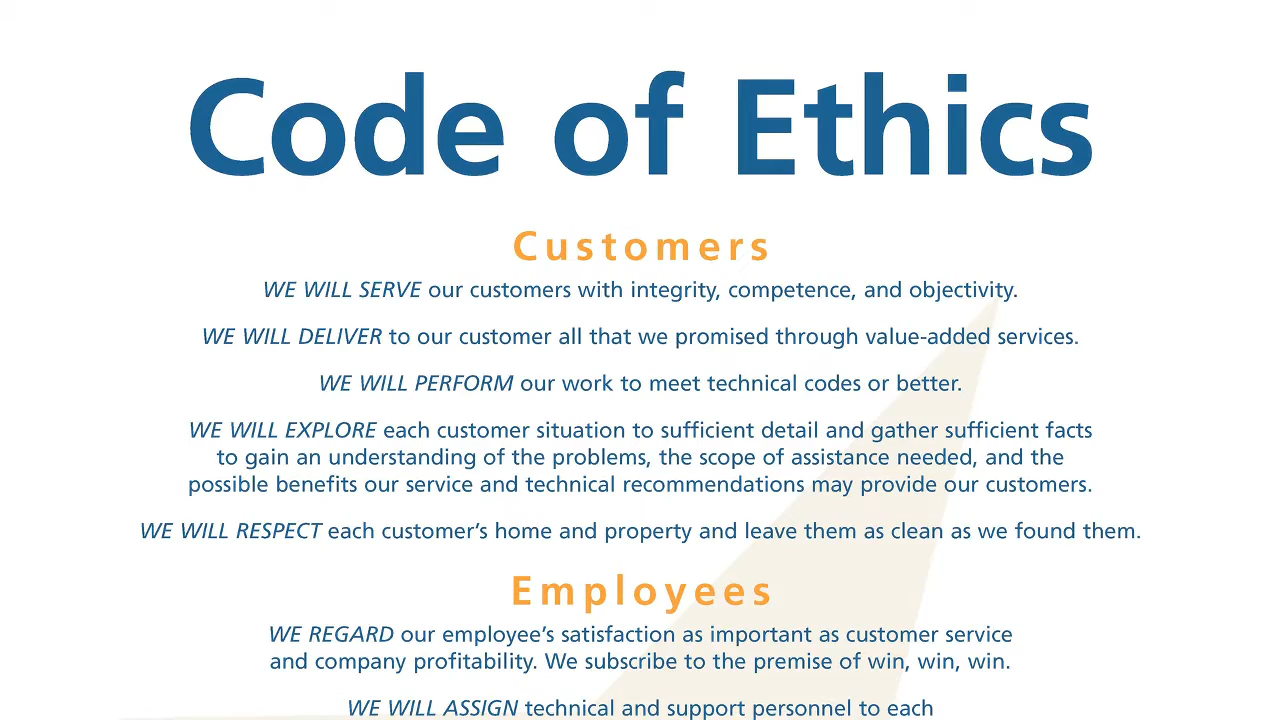 Code of Ethics
Customers
WE WILL SERVE our customers with integrity, competence, and objectivity.
WE WILL DELIVER to our customer all that we promised through value-added services.
WE WILL PERFORM our work to meet technical codes or better.
WE WILL EXPLORE each customer situation to sufficient detail and gather sufficient facts
to gain an understanding of the problems, the scope of assistance needed, and the
possible benefits our service and technical recommendations may provide our customers.
WE WILL RESPECT each customer’s home and property and leave them as clean as we found them.
Employees
WE REGARD our employee’s satisfaction as important as customer service
and company profitability. We subscribe to the premise of win, win, win.
WE WILL ASSIGN technical and support personnel to each